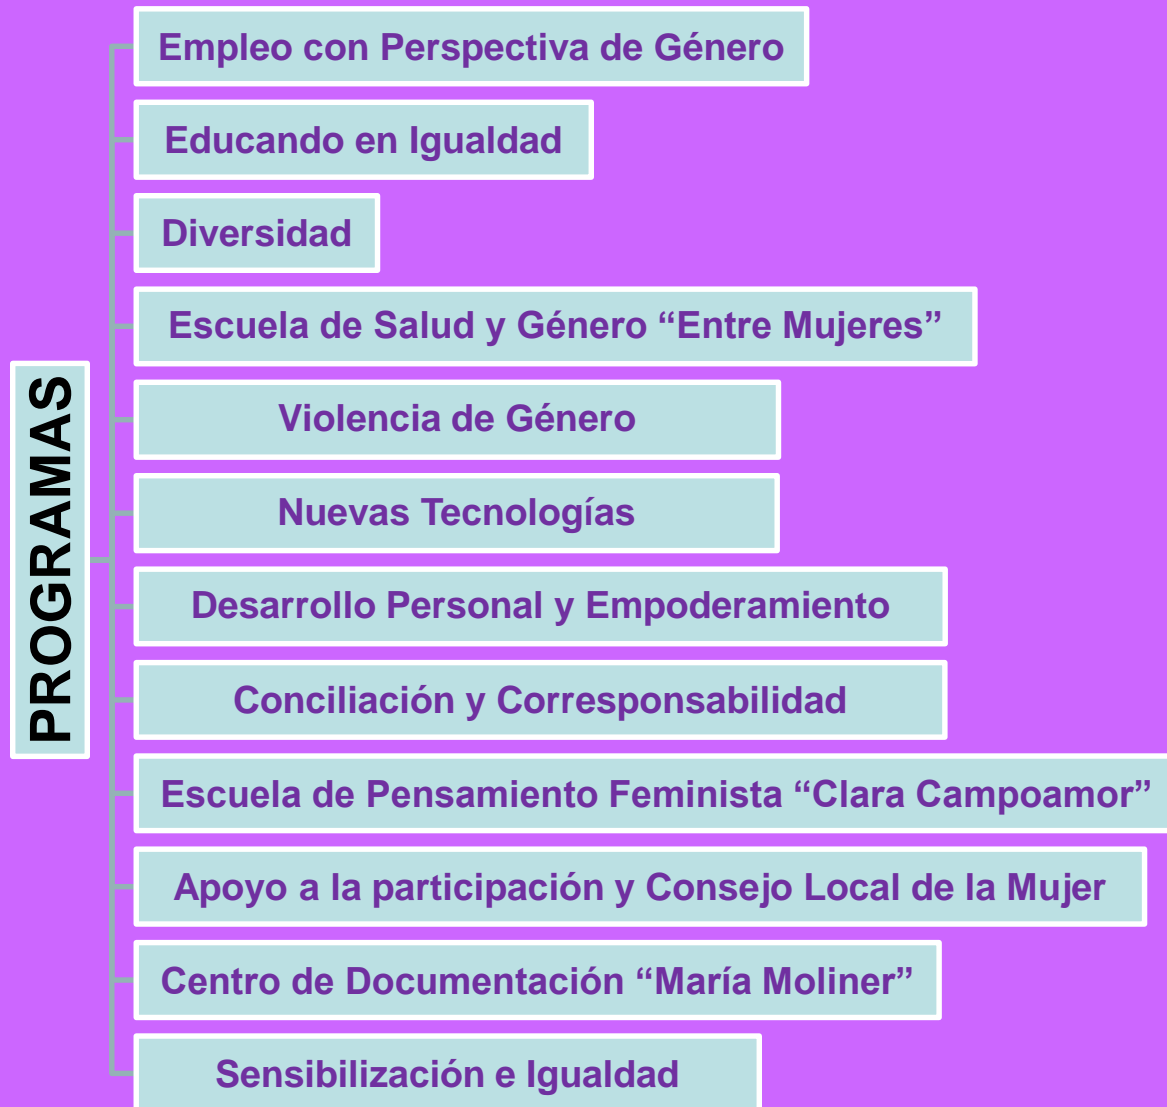 PROGRAMAS
Empleo con Perspectiva de Género
Educando en Igualdad
Diversidad
Escuela de Salud y Género “Entre Mujeres”
Violencia de Género
Nuevas Tecnologías
Desarrollo Personal y Empoderamiento
Conciliación y Corresponsabilidad
Escuela de Pensamiento Feminista “Clara Campoamor”
Apoyo a la participación y Consejo Local de la Mujer
Centro de Documentación “María Moliner”
Sensibilización e Igualdad